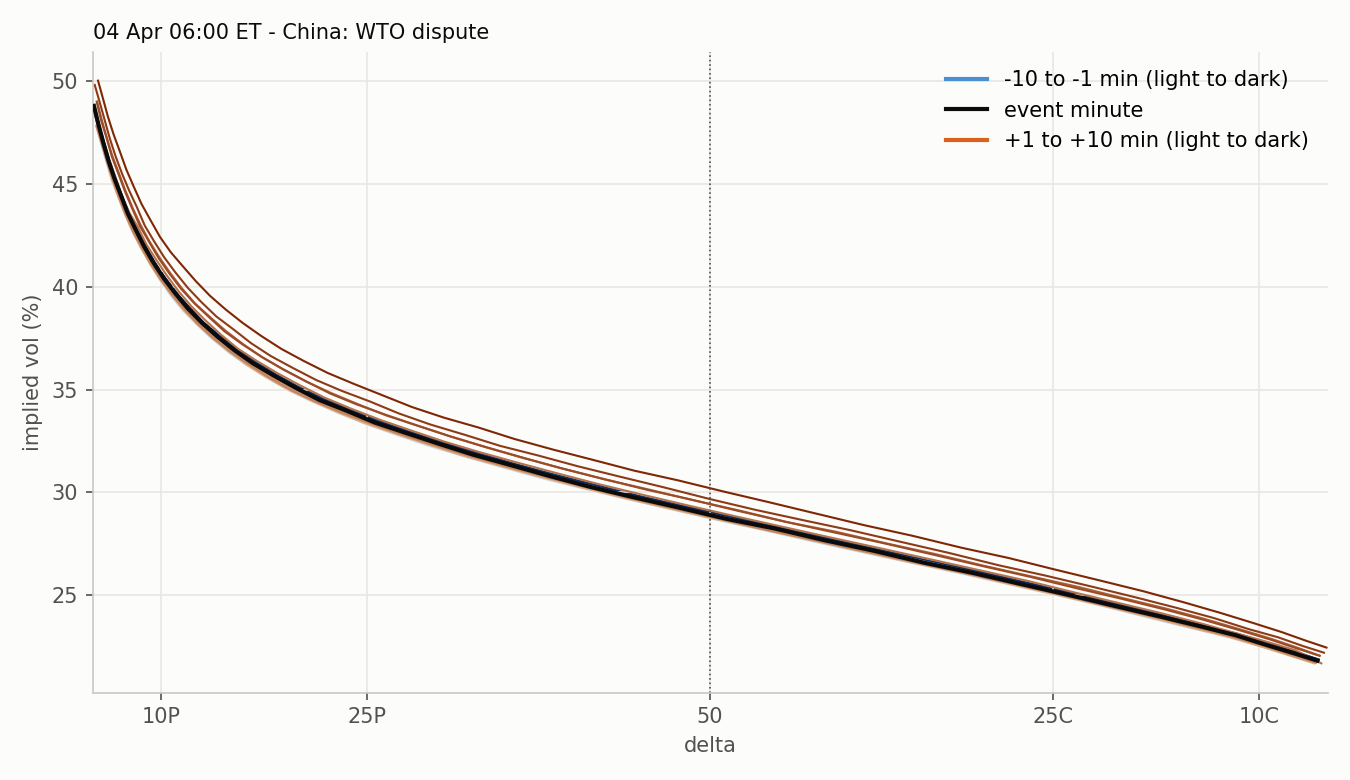 04 Apr 06:00 ET - China: WTO dispute
-10 to -1 min (light to dark)
event minute
+1 to +10 min (light to dark)
implied vol (%)
50
45
40
35
30
25
10P 25P 50 25C 10C
delta